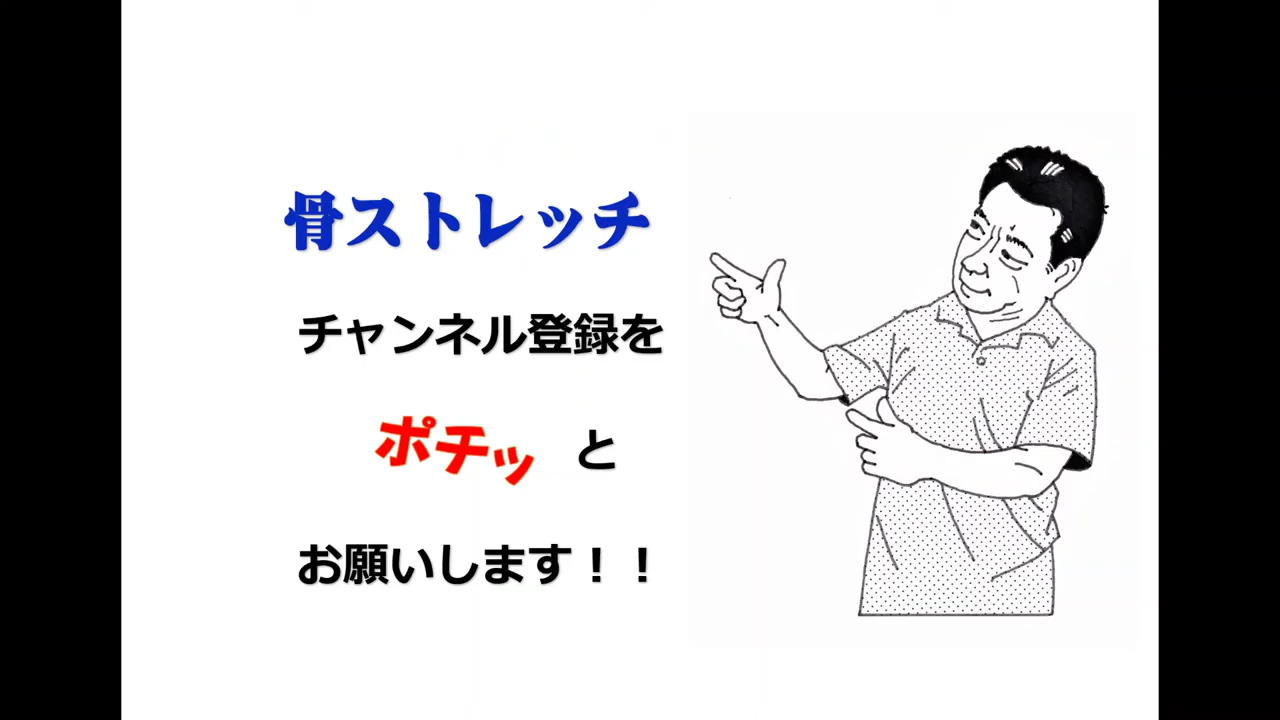 骨ストレッチ
チャンネル登録を
ポチッ と
お願いします！！